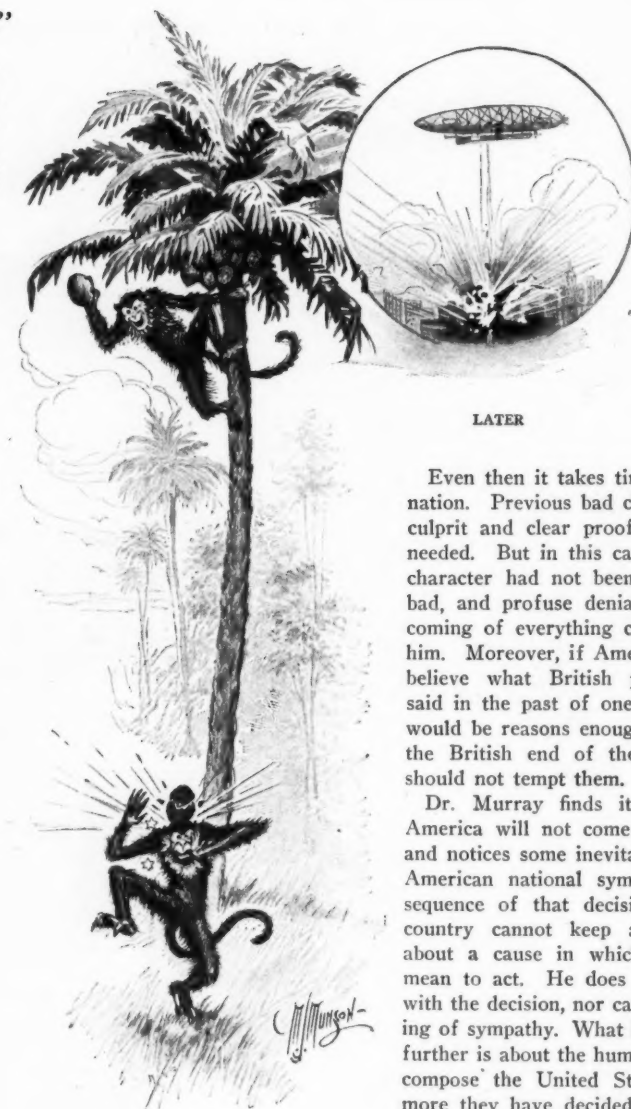 ”
LATER
Even then it takes
nation. Previous bad c
culprit and clear proof
needed. But in this ca
character had not been
bad, and profuse denia
coming of everything c
him. Moreover, if Ame
believe what British
said in the past of one
would be reasons enoug
the British end of the
should not tempt them.
Dr. Murray finds it
America will not come
and notices some inevita
American national sym
sequence of that decisi
country cannot keep a
about a cause in which
mean to act. He does
with the decision, nor ca
ing of sympathy. What
further is about the hum
compose the United St
more they have decided
MUNSON